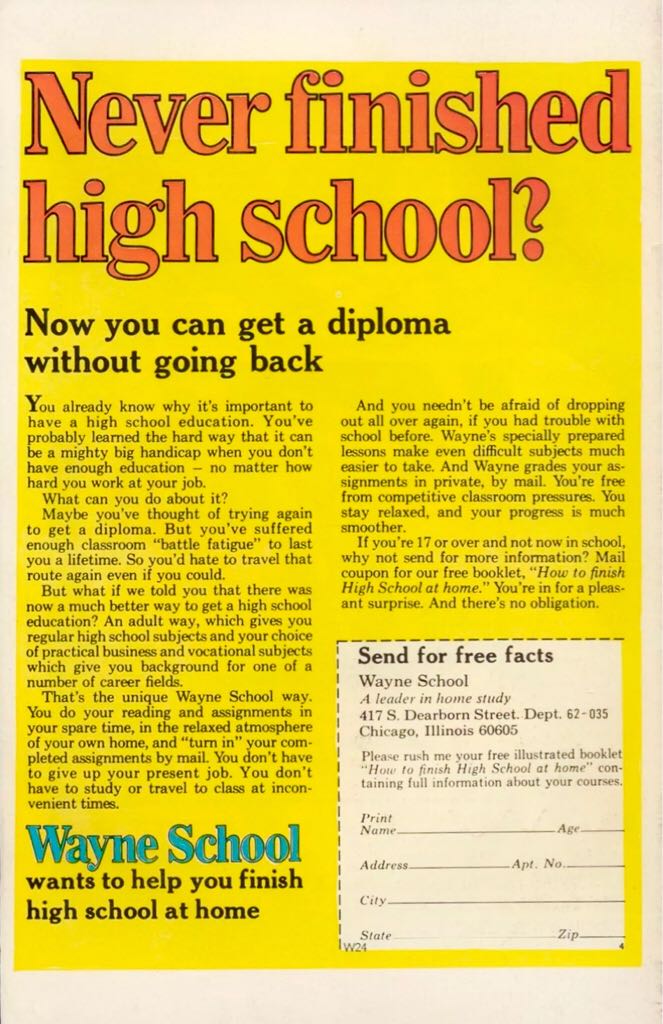 Never finished
high school?
Now you can get a diploma
without going back
You already know why it's important to
have a high school education. You've
probably learned the hard way that it can
be a mighty big handicap when you don't
have enough education – no matter how
hard you work at your job.
What can you do about it?
Maybe you've thought of trying again
to get a diploma. But you've suffered
enough classroom "battle fatigue" to last
you a lifetime. So you'd hate to travel that
route again even if you could.
But what if we told you that there was
now a much better way to get a high school
education? An adult way, which gives you
regular high school subjects and your choice
of practical business and vocational subjects
which give you background for one of a
number of career fields.
That's the unique Wayne School way.
You do your reading and assignments in
your spare time, in the relaxed atmosphere
of your own home, and "turn in" your com-
pleted assignments by mail. You don't have
to give up your present job. You don't
have to study or travel to class at incon-
venient times.
Wayne School
wants to help you finish
high school at home
And you needn't be afraid of dropping
out all over again, if you had trouble with
school before. Wayne's specially prepared
lessons make even difficult subjects much
easier to take. And Wayne grades your as-
signments in private, by mail. You're free
from competitive classroom pressures. You
stay relaxed, and your progress is much
smoother.
If you're 17 or over and not now in school,
why not send for more information? Mail
coupon for our free booklet, "How to finish
High School at home." You're in for a pleas-
ant surprise. And there's no obligation.
Send for free facts
Wayne School
A leader in home study
417 S. Dearborn Street. Dept. 62-035
Chicago, Illinois 60605
Please rush me your free illustrated booklet
"How to finish High School at home" con-
taining full information about your courses.
Print
Name Age
Address Apt. No.
City
State Zip
W24 4